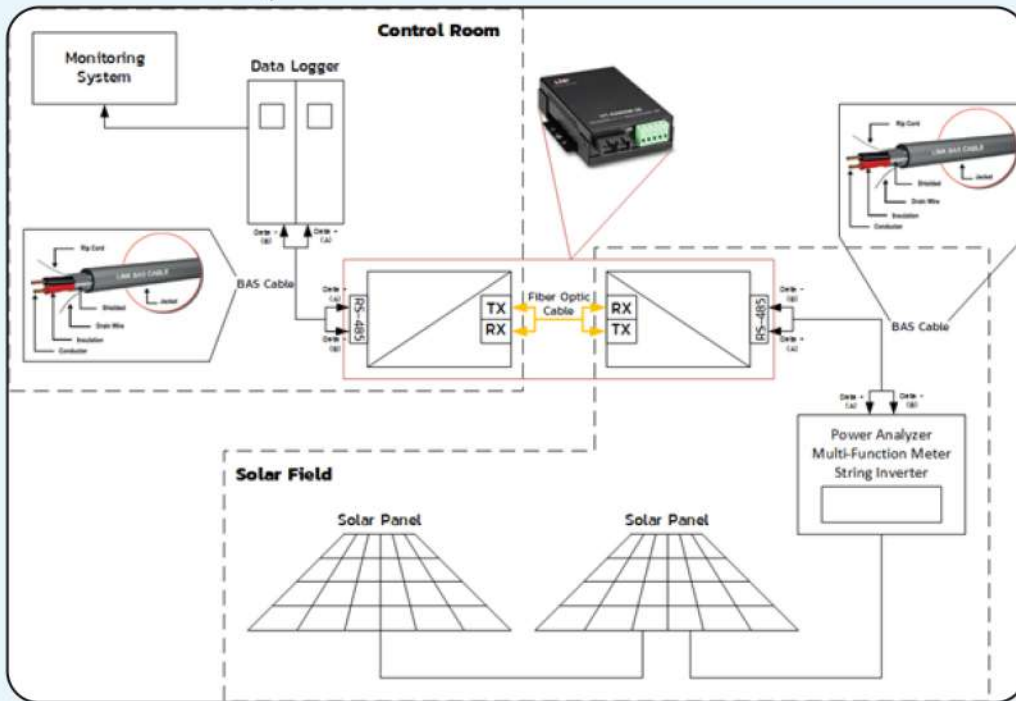 Control Room
Monitoring
System
Data Logger
Data -
(B)
Data +
(A)
Rip Cord
LINK BAS CABLE
Jacket
Shielded
Drain Wire
Insulation
Conductor
BAS Cable
Data +
(A)
Data -
(B)
RS-485
TX
RX
Fiber Optic
Cable
RX
TX
RS-485
Data -
(B)
Data +
(A)
Rip Cord
LINK BAS CABLE
Jacket
Shielded
Drain Wire
Insulation
Conductor
BAS Cable
Data +
(A)
Data -
(B)
Power Analyzer
Multi-Function Meter
String Inverter
Solar Field
Solar Panel
Solar Panel